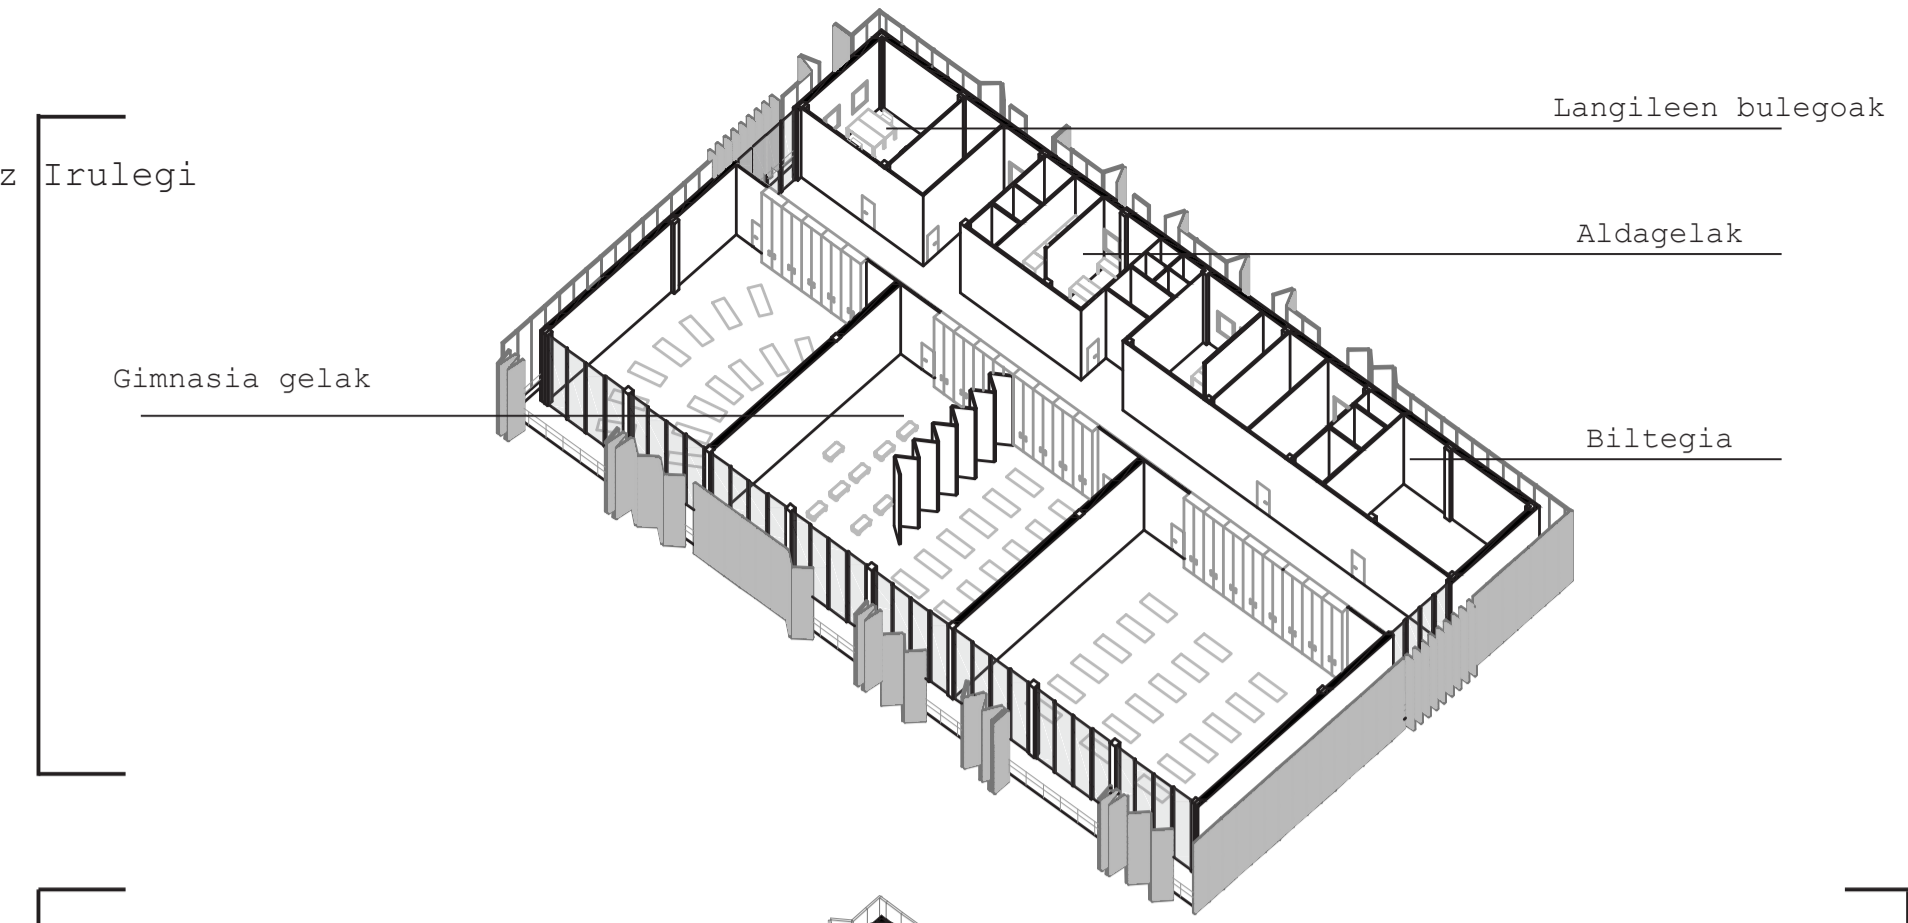 Langileen bulegoak
z Irulegi
Aldagelak
Gimnasia gelak
Biltegia